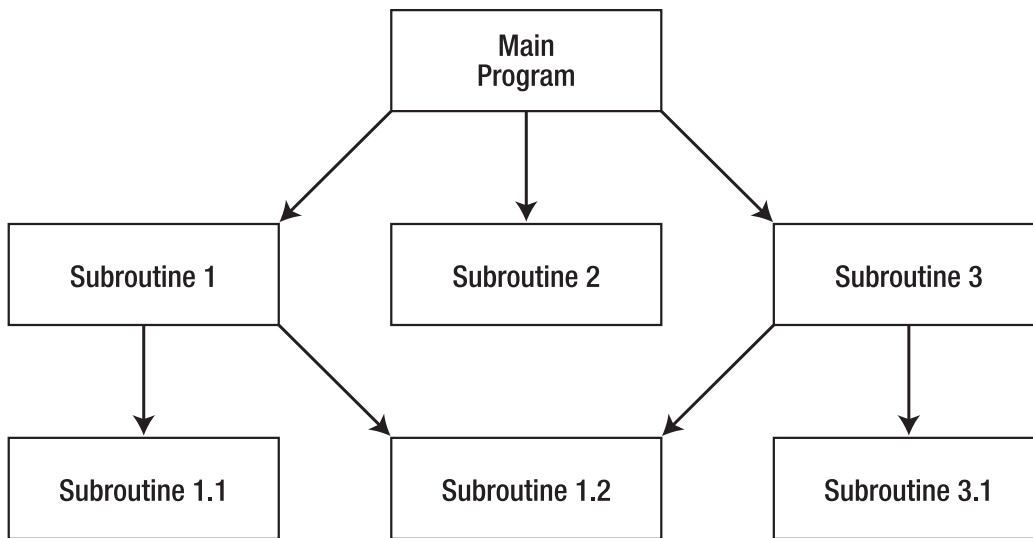 Main
Program
Subroutine 1
Subroutine 2
Subroutine 3
Subroutine 1.1
Subroutine 1.2
Subroutine 3.1